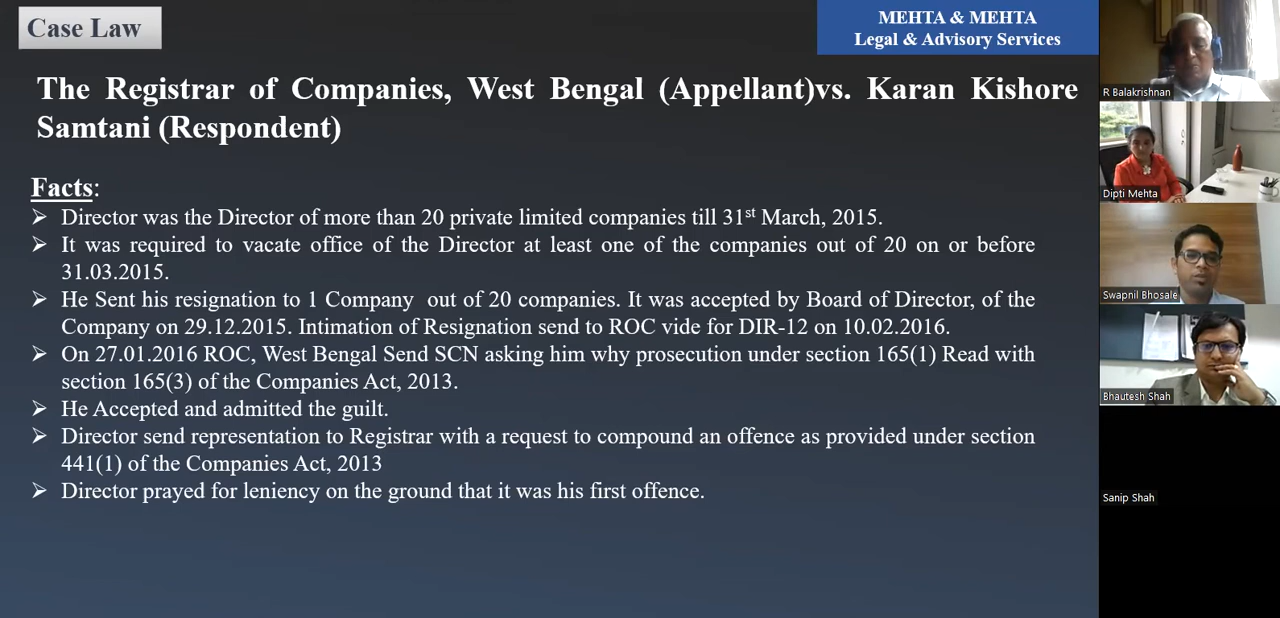 Case Law
MEHTA & MEHTA
Legal & Advisory Services
The Registrar of Companies, West Bengal (Appellant)vs. Karan Kishore
Samtani (Respondent)
Facts:
➢ Director was the Director of more than 20 private limited companies till 31st March, 2015.
➢ It was required to vacate office of the Director at least one of the companies out of 20 on or before
31.03.2015.
➢ He Sent his resignation to 1 Company out of 20 companies. It was accepted by Board of Director, of the
Company on 29.12.2015. Intimation of Resignation send to ROC vide for DIR-12 on 10.02.2016.
➢ On 27.01.2016 ROC, West Bengal Send SCN asking him why prosecution under section 165(1) Read with
section 165(3) of the Companies Act, 2013.
➢ He Accepted and admitted the guilt.
➢ Director send representation to Registrar with a request to compound an offence as provided under section
441(1) of the Companies Act, 2013
➢ Director prayed for leniency on the ground that it was his first offence.
R Balakrishnan
Dipti Mehta
Swapnil Bhosale
Bhautesh Shah
Sanip Shah